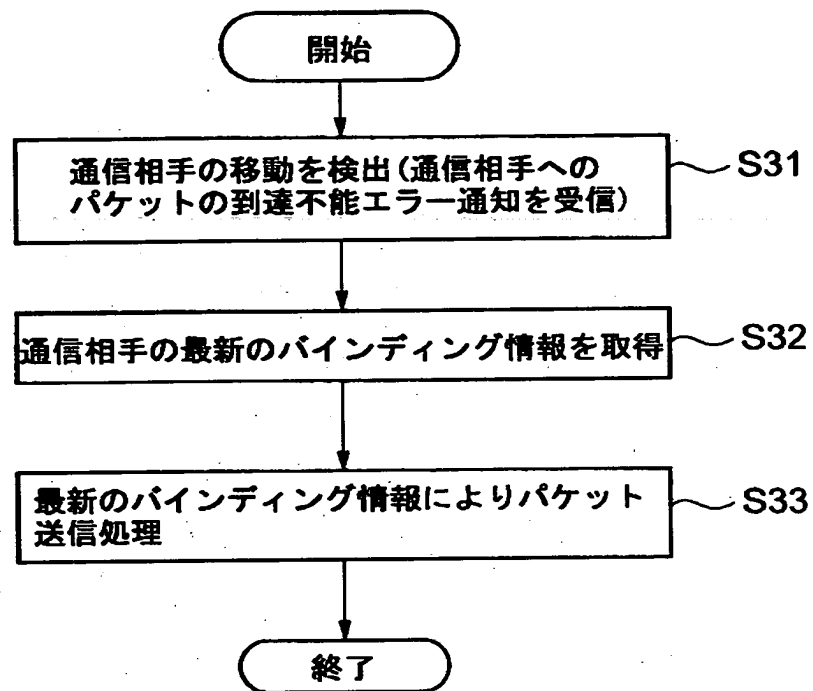 開始
通信相手の移動を検出(通信相手への
パケットの到達不能エラー通知を受信)
S31
通信相手の最新のバインディング情報を取得
S32
最新のバインディング情報によりパケット
送信処理
S33
終了